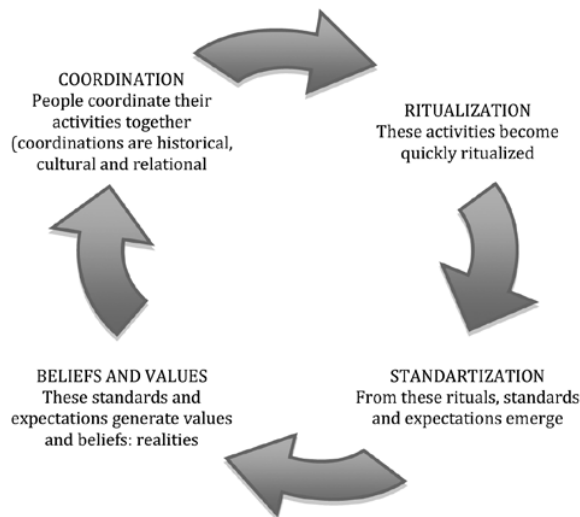 COORDINATION
People coordinate their
activities together
(coordinations are historical,
cultural and relational
RITUALIZATION
These activities become
quickly ritualized
STANDARTIZATION
From these rituals, standards
and expectations emerge
BELIEFS AND VALUES
These standards and
expectations generate values
and beliefs: realities